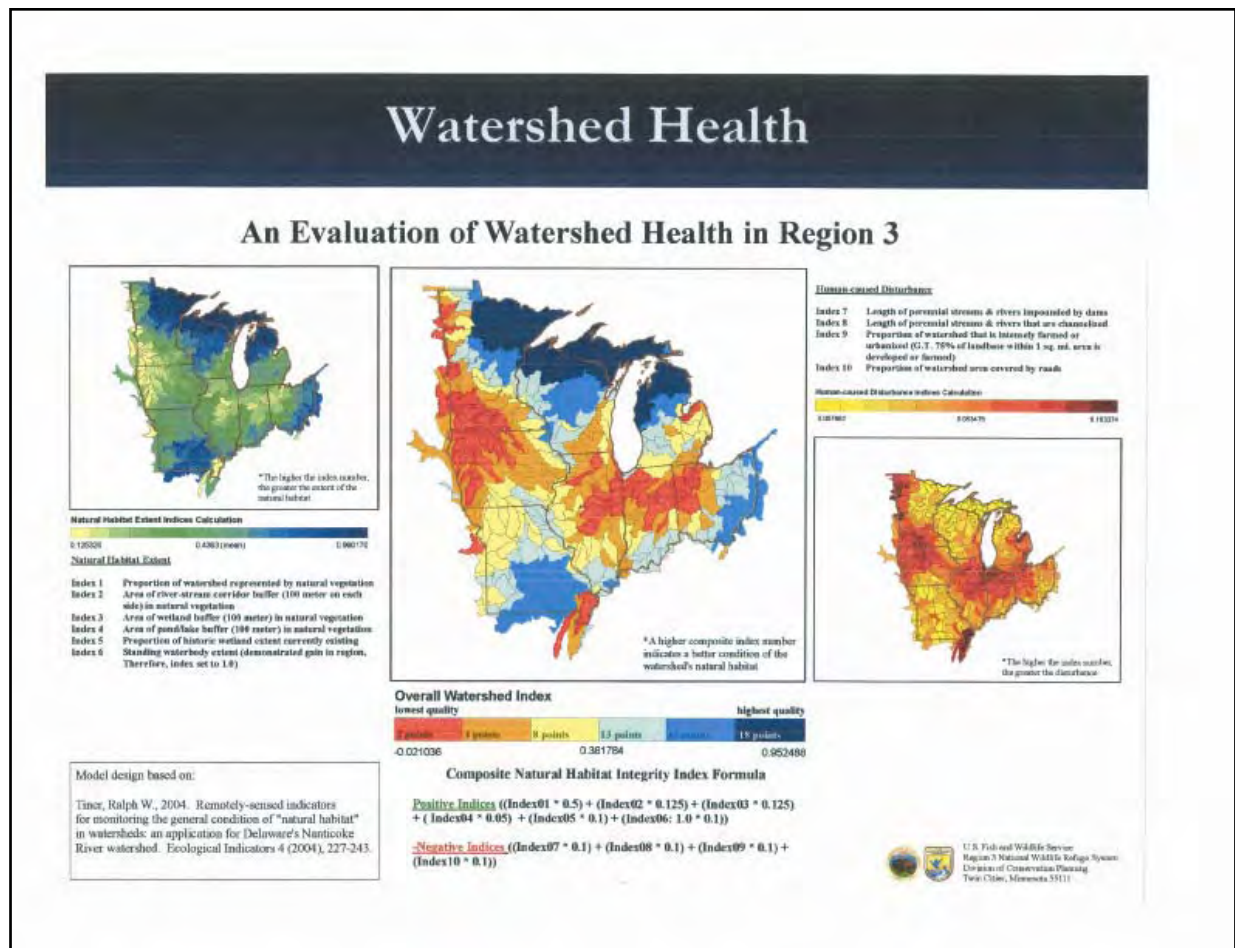 Watershed Health
An Evaluation of Watershed Health in Region 3
*The higher the index number,
the greater the extent of the
natural habitat
Natural Habitat Extent Indices Calculation
0.4363 (mean)
Natural Habitat Extent
Index 1 Proportion of watershed represented by natural vegetation
Index 2 Area of river-stream corridor buffer (100 meter on each
side) in natural vegetation
Index 3 Area of wetland buffer (100 meter) in natural vegetation
Index 4 Area of pond/lake buffer (100 meter) in natural vegetation
Index 5 Proportion of historic wetland extent currently existing
Index 6 Standing waterbody extent (demonstrated gain in region,
Therefore, index set to 1.0)
*A higher composite index number
indicates a better condition of the
watershed's natural habitat
Overall Watershed Index
lowest quality highest quality
points points 8 points 13 points 18 points
-0.021036 0.381784 0.952488
Composite Natural Habitat Integrity Index Formula
Positive Indices ((Index01 * 0.5) + (Index02 * 0.125) + (Index03 * 0.125)
+ ( Index04 * 0.05) + (Index05 * 0.1) + (Index06: 1.0 * 0.1))
-Negative Indices ((Index07 * 0.1) + (Index08 * 0.1) + (Index09 * 0.1) +
(Index10 * 0.1))
Human-caused Disturbance
Index 7 Length of perennial streams & rivers impounded by dams
Index 8 Length of perennial streams & rivers that are channelized
Index 9 Proportion of watershed that is intensely farmed or
urbanized (G.T. 75% of landbase within 1 sq. mi. area is
developed or farmed)
Index 10 Proportion of watershed area covered by roads
Human-caused Disturbance Indices Calculation
*The higher the index number,
the greater the disturbance
Model design based on:
Tiner, Ralph W., 2004. Remotely-sensed indicators
for monitoring the general condition of "natural habitat"
in watersheds: an application for Delaware's Nanticoke
River watershed. Ecological Indicators 4 (2004), 227-243.
U.S. Fish and Wildlife Service
Region 3 National Wildlife Refuge System
Division of Conservation Planning
Twin Cities, Minnesota 55111